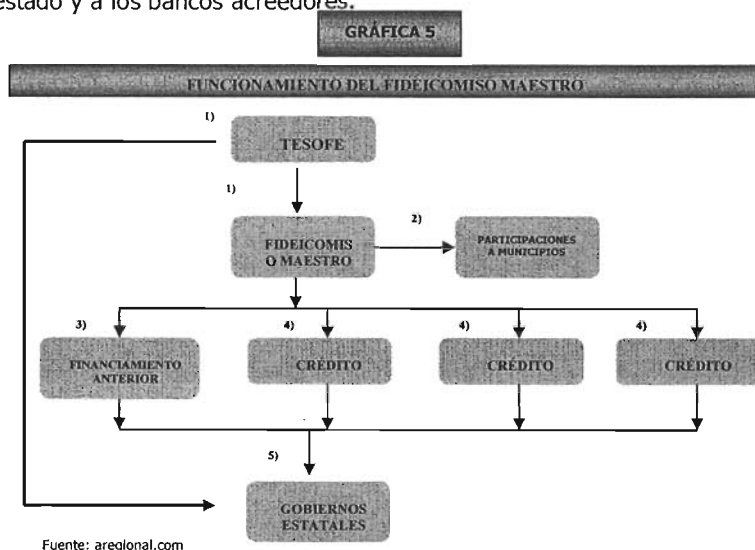 estado y a los bancos acreedores.
GRÁFICA 5
FUNCIONAMIENTO DEL FIDEICOMISO MAESTRO
1)
TESOFE
1)
2)
FIDEICOMIS
O MAESTRO
PARTICIPACIONES
A MUNICIPIOS
3)
4)
4)
4)
FINANCIAMIENTO
ANTERIOR
CRÉDITO
CRÉDITO
CRÉDITO
5)
GOBIERNOS
ESTATALES
Fuente: aregional.com